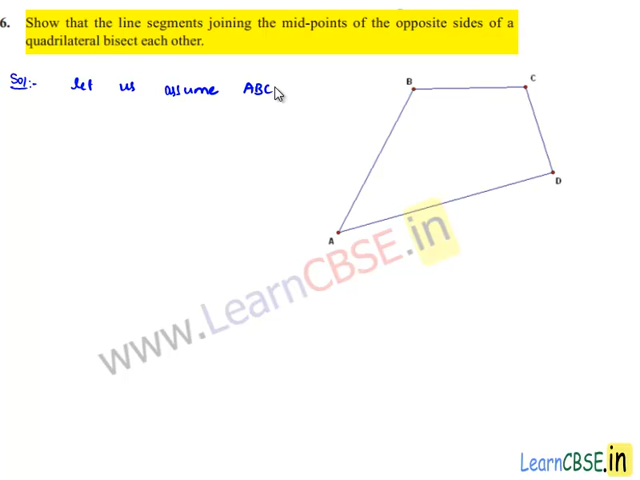 6. Show that the line segments joining the mid-points of the opposite sides of a
quadrilateral bisect each other.
Sol:- let us assume ABC
B
C
D
A
www.LearnCBSE.in
LearnCBSE.in